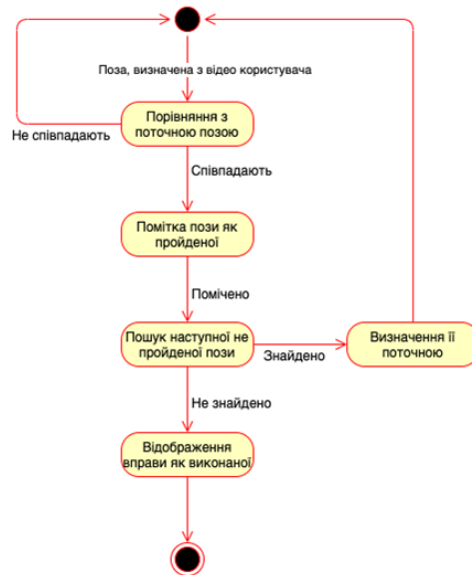 Поза, визначена з відео користувача
Порівняння з
поточною позою
Не співпадають
Співпадають
Помітка пози як
пройденої
Помічено
Пошук наступної не
пройденої пози
Знайдено
Визначення її
поточною
Не знайдено
Відображення
вправи як виконаної